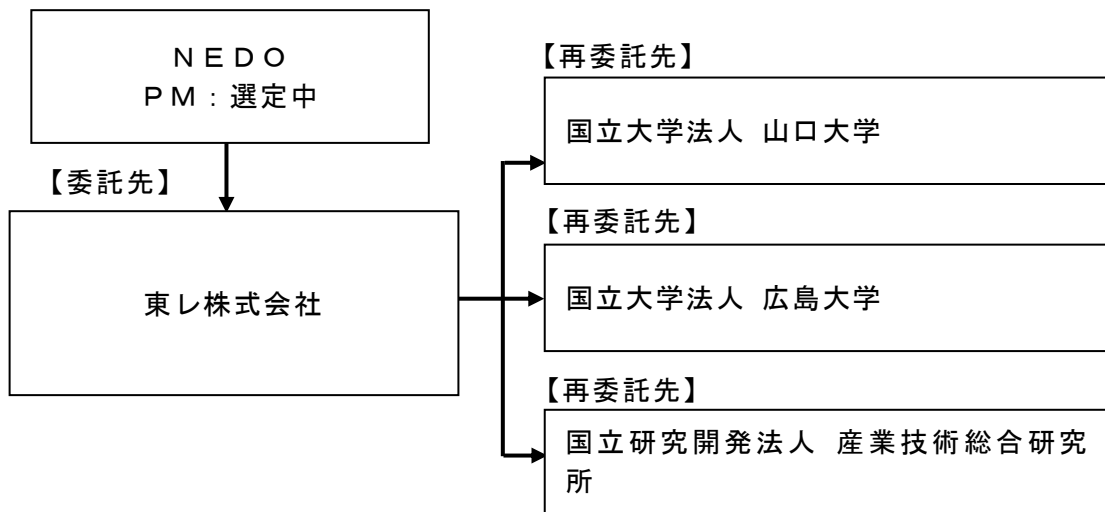 ＮＥＤＯ
ＰＭ：選定中
【委託先】
東レ株式会社
【再委託先】
国立大学法人 山口大学
【再委託先】
国立大学法人 広島大学
【再委託先】
国立研究開発法人 産業技術総合研究
所